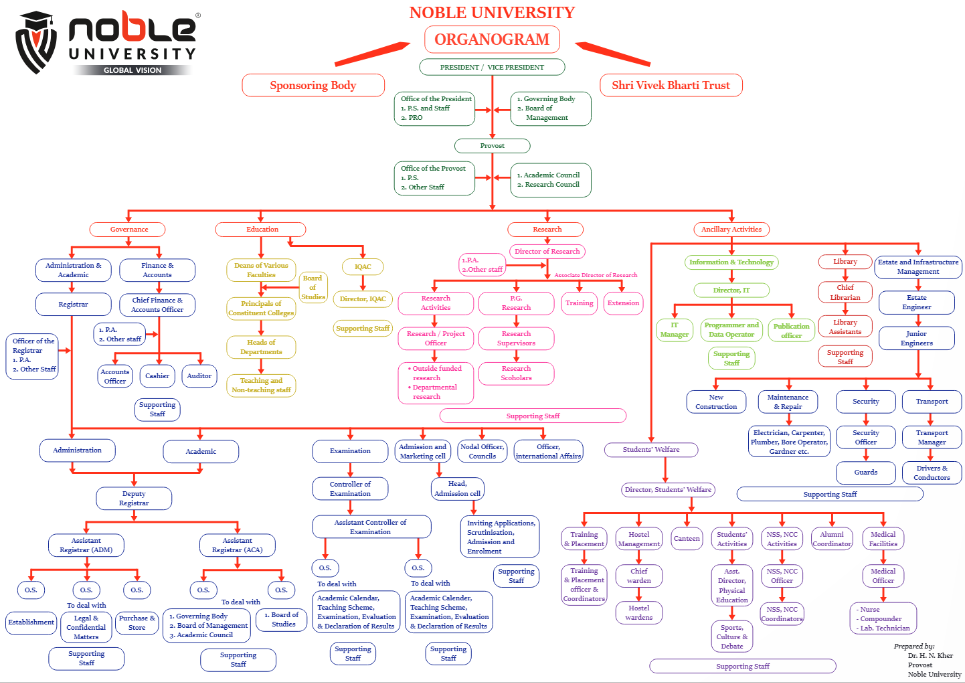 noble
UNIVERSITY
GLOBAL VISION
NOBLE UNIVERSITY
ORGANOGRAM
Sponsoring Body
Shri Vivek Bharti Trust
PRESIDENT / VICE PRESIDENT
Office of the President
1. P.S. and Staff
2. PRO
1. Governing Body
2. Board of
Management
Provost
Office of the Provost
1. P.S.
2. Other Staff
1. Academic Council
2. Research Council
Governance
Education
Research
Ancillary Activities
Administration &
Academic
Finance &
Accounts
Registrar
Chief Finance &
Accounts Officer
Officer of the
Registrar
1. P.A.
2. Other Staff
1. P.A.
2. Other staff
Accounts
Officer
Cashier
Auditor
Supporting
Staff
Deans of Various
Faculties
Board
of
Studies
Principals of
Constituent Colleges
Heads of
Departments
Teaching and
Non-teaching staff
IQAC
Director, IQAC
Supporting Staff
Director of Research
1.P.A.
2.Other staff
Associate Director of Research
Research
Activities
P.G.
Research
Training
Extension
Research / Project
Officer
Research
Supervisors
• Outside funded
research
• Departmental
research
Research
Scholars
Supporting Staff
Information & Technology
Director, IT
IT
Manager
Programmer and
Data Operator
Publication
officer
Supporting
Staff
Library
Chief
Librarian
Library
Assistants
Supporting
Staff
Estate and Infrastructure
Management
Estate
Engineer
Junior
Engineers
New
Construction
Maintenance
& Repair
Security
Transport
Electrician, Carpenter,
Plumber, Bore Operator,
Gardner etc.
Security
Officer
Transport
Manager
Guards
Drivers &
Conductors
Supporting Staff
Administration
Academic
Examination
Admission and
Marketing cell
Nodal Officer,
Councils
Officer,
international Affairs
Students' Welfare
Deputy
Registrar
Controller of
Examination
Head,
Admission cell
Director, Students' Welfare
Assistant
Registrar (ADM)
Assistant
Registrar (ACA)
Assistant Controller of
Examination
Inviting Applications,
Scrutinisation,
Admission and
Enrolment
Supporting
Staff
O.S.
O.S.
O.S.
O.S.
O.S.
O.S.
O.S.
To deal with
To deal with
To deal with
To deal with
Establishment
Legal &
Confidential
Matters
Purchase &
Store
1. Governing Body
2. Board of Management
3. Academic Council
1. Board of
Studies
Academic Calendar,
Teaching Scheme,
Examination, Evaluation
& Declaration of Results
Academic Calender,
Teaching Scheme,
Examination, Evaluation
& Declaration of Results
Supporting
Staff
Supporting
Staff
Supporting
Staff
Supporting
Staff
Training
& Placement
Hostel
Management
Canteen
Students'
Activities
NSS, NCC
Activities
Alumni
Coordinator
Medical
Facilities
Training
& Placement
officer &
Coordinators
Chief
warden
Asst.
Director,
Physical
Education
NSS, NCC
Officer
Medical
Officer
Hostel
wardens
Sports,
Culture &
Debate
NSS, NCC
Coordinators
- Nurse
- Compounder
- Lab. Technician
Supporting Staff
Prepared by:
Dr. H. N. Kher
Provost
Noble University